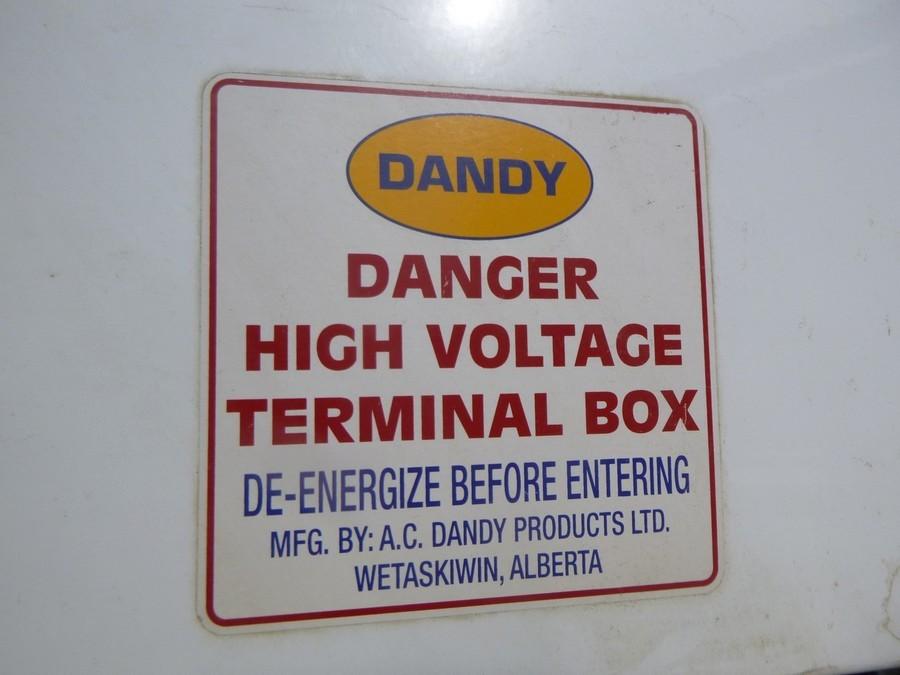 DANDY
DANGER
HIGH VOLTAGE
TERMINAL BOX
DE-ENERGIZE BEFORE ENTERING
MFG. BY: A.C. DANDY PRODUCTS LTD.
WETASKIWIN, ALBERTA